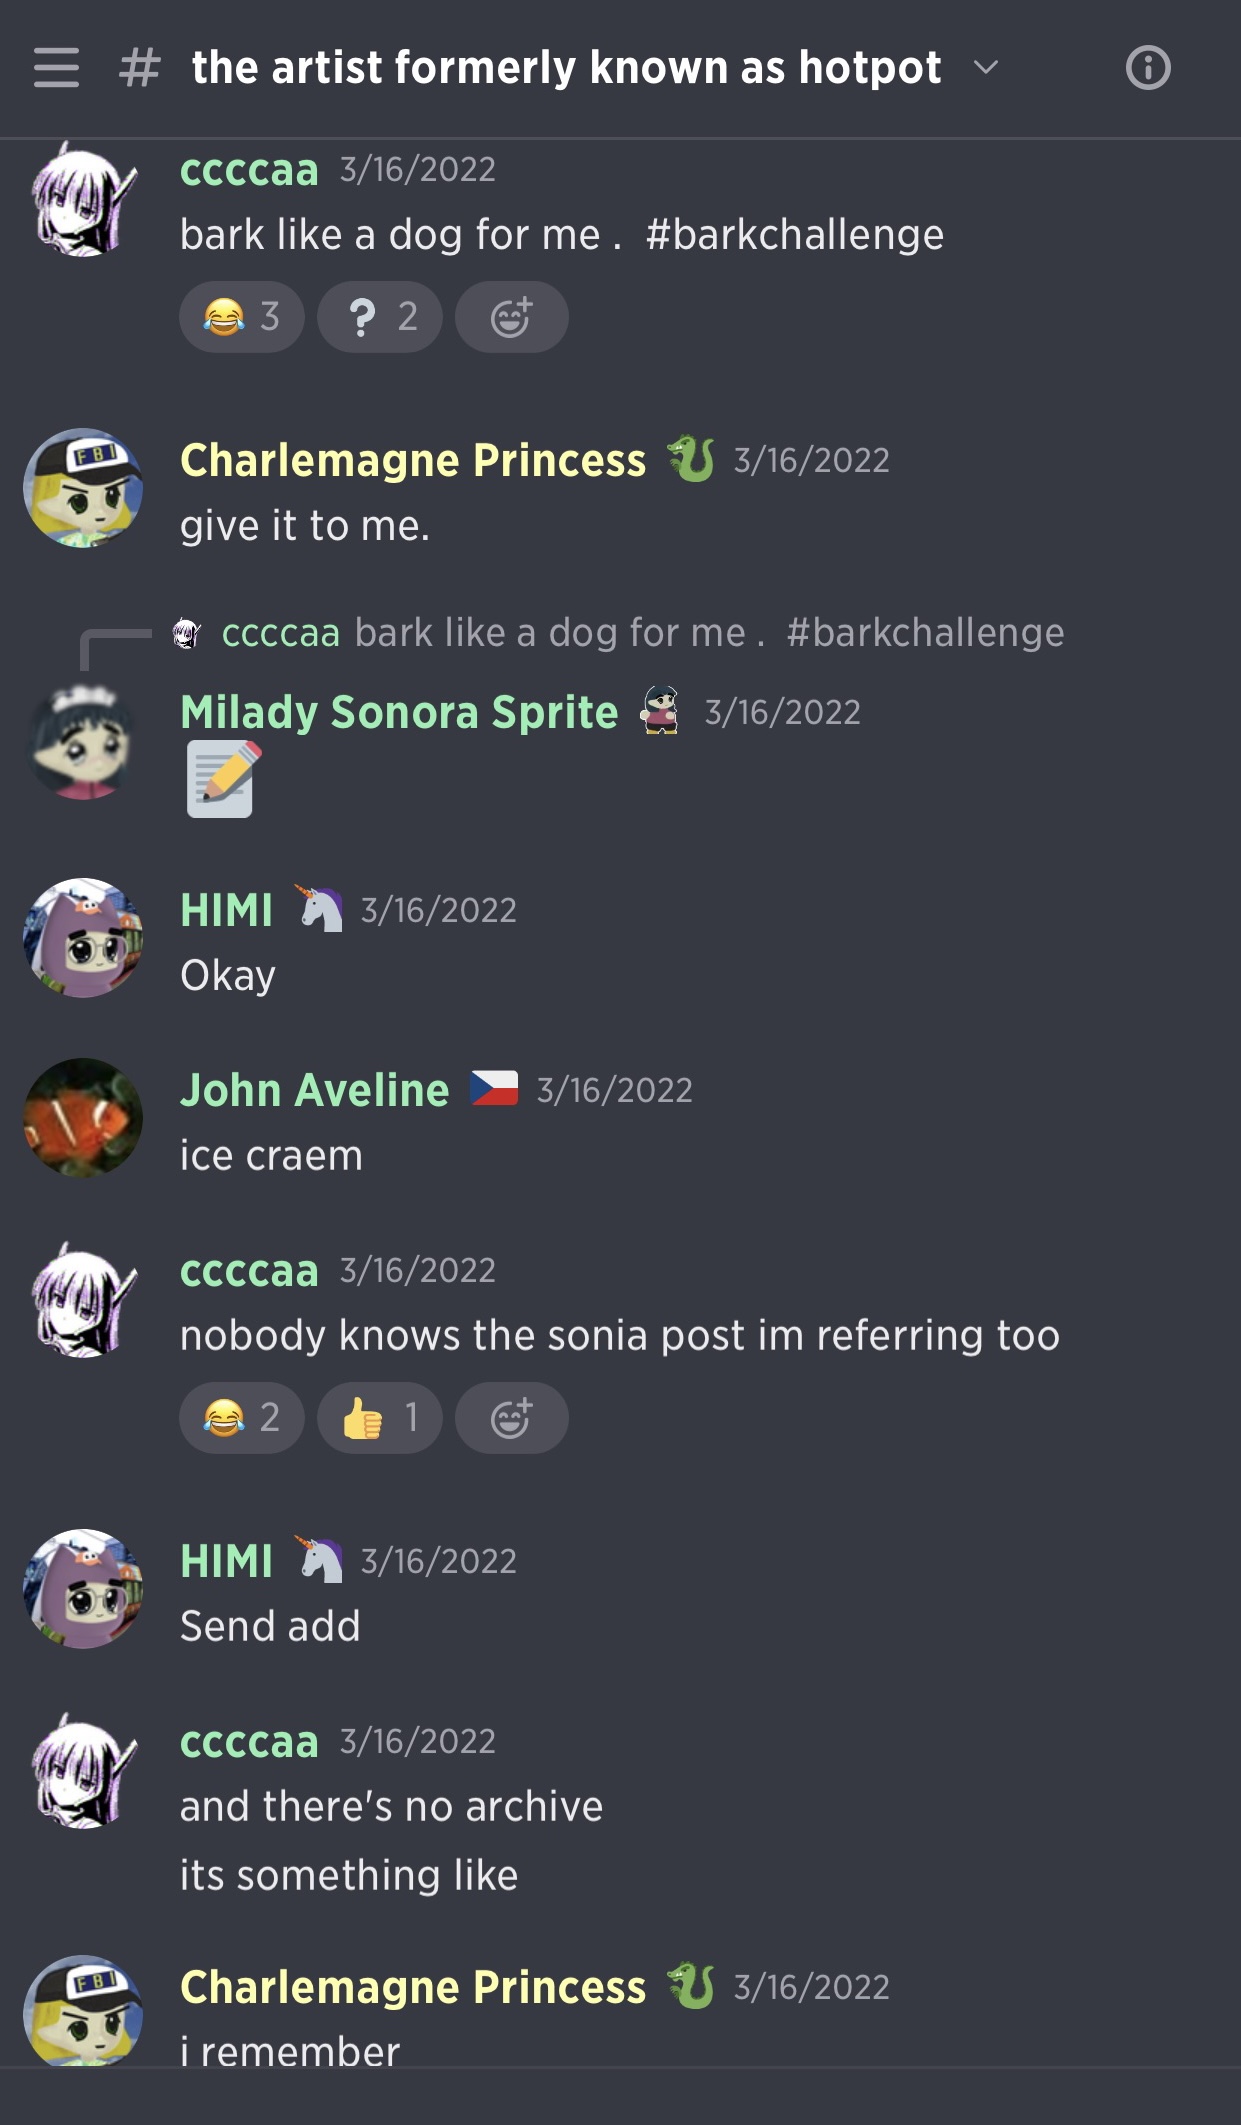 # the artist formerly known as hotpot
ccccaa 3/16/2022
bark like a dog for me .  #barkchallenge
😂 3 ❔ 2
FBI
Charlemagne Princess 🐉 3/16/2022
give it to me.
ccccaa bark like a dog for me .  #barkchallenge
Milady Sonora Sprite 3/16/2022
📝
HIMI 🦄 3/16/2022
Okay
John Aveline 🇨🇿 3/16/2022
ice craem
ccccaa 3/16/2022
nobody knows the sonia post im referring too
😂 2 👍 1
HIMI 🦄 3/16/2022
Send add
ccccaa 3/16/2022
and there's no archive
its something like
FBI
Charlemagne Princess 🐉 3/16/2022
i remember